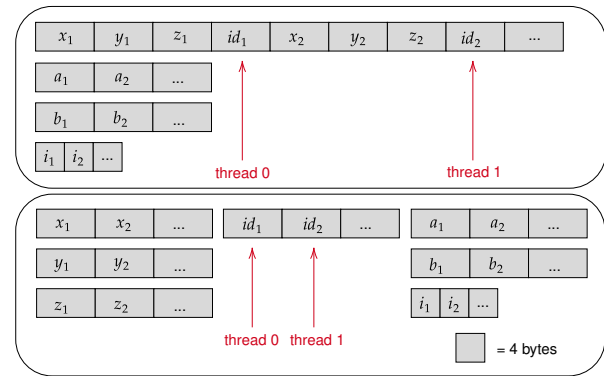 x₁ y₁ z₁ id₁ x₂ y₂ z₂ id₂ ...
a₁ a₂ ...
b₁ b₂ ...
i₁ i₂ ...
thread 0 thread 1
x₁ x₂ ... id₁ id₂ ... a₁ a₂ ...
y₁ y₂ ... b₁ b₂ ...
z₁ z₂ ... i₁ i₂ ...
thread 0 thread 1
= 4 bytes